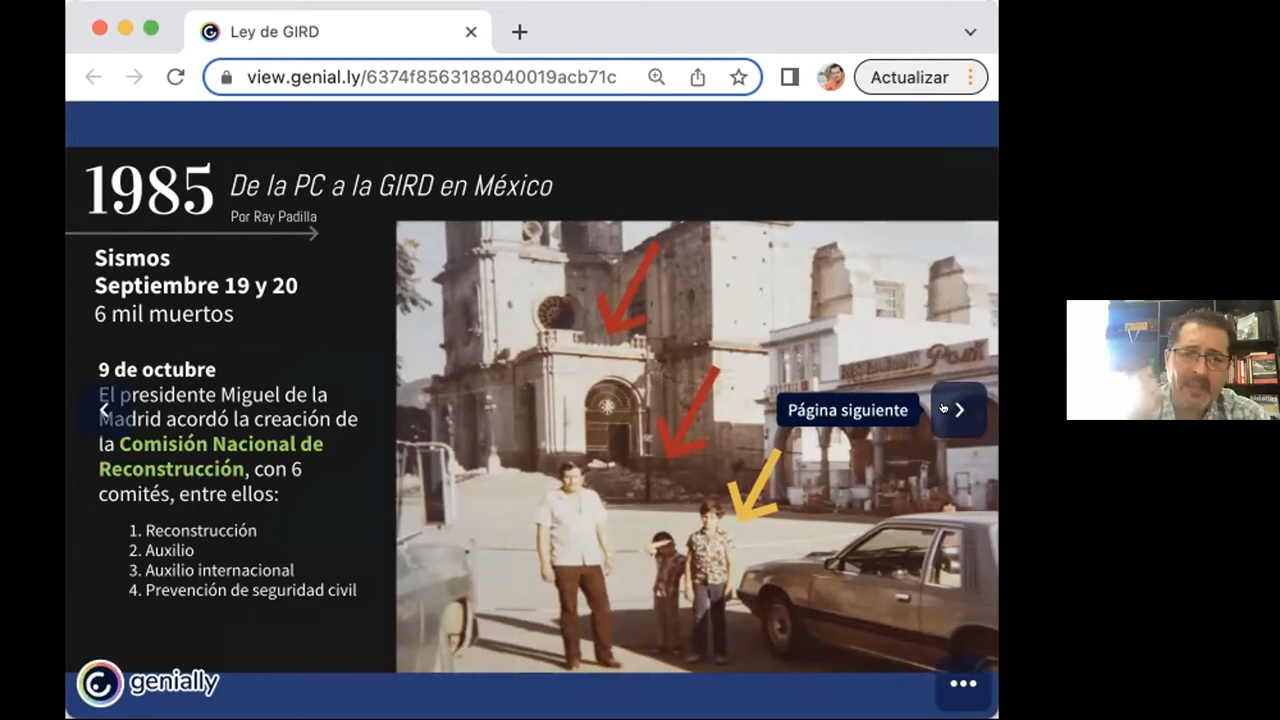 Ley de GIRD
view.genial.ly/6374f8563188040019acb71c
Actualizar
1985
De la PC a la GIRD en México
Por Ray Padilla
Sismos
Septiembre 19 y 20
6 mil muertos
9 de octubre
El presidente Miguel de la
Madrid acordó la creación de
la Comisión Nacional de
Reconstrucción, con 6
comités, entre ellos:
1. Reconstrucción
2. Auxilio
3. Auxilio internacional
4. Prevención de seguridad civil
Página siguiente
genially